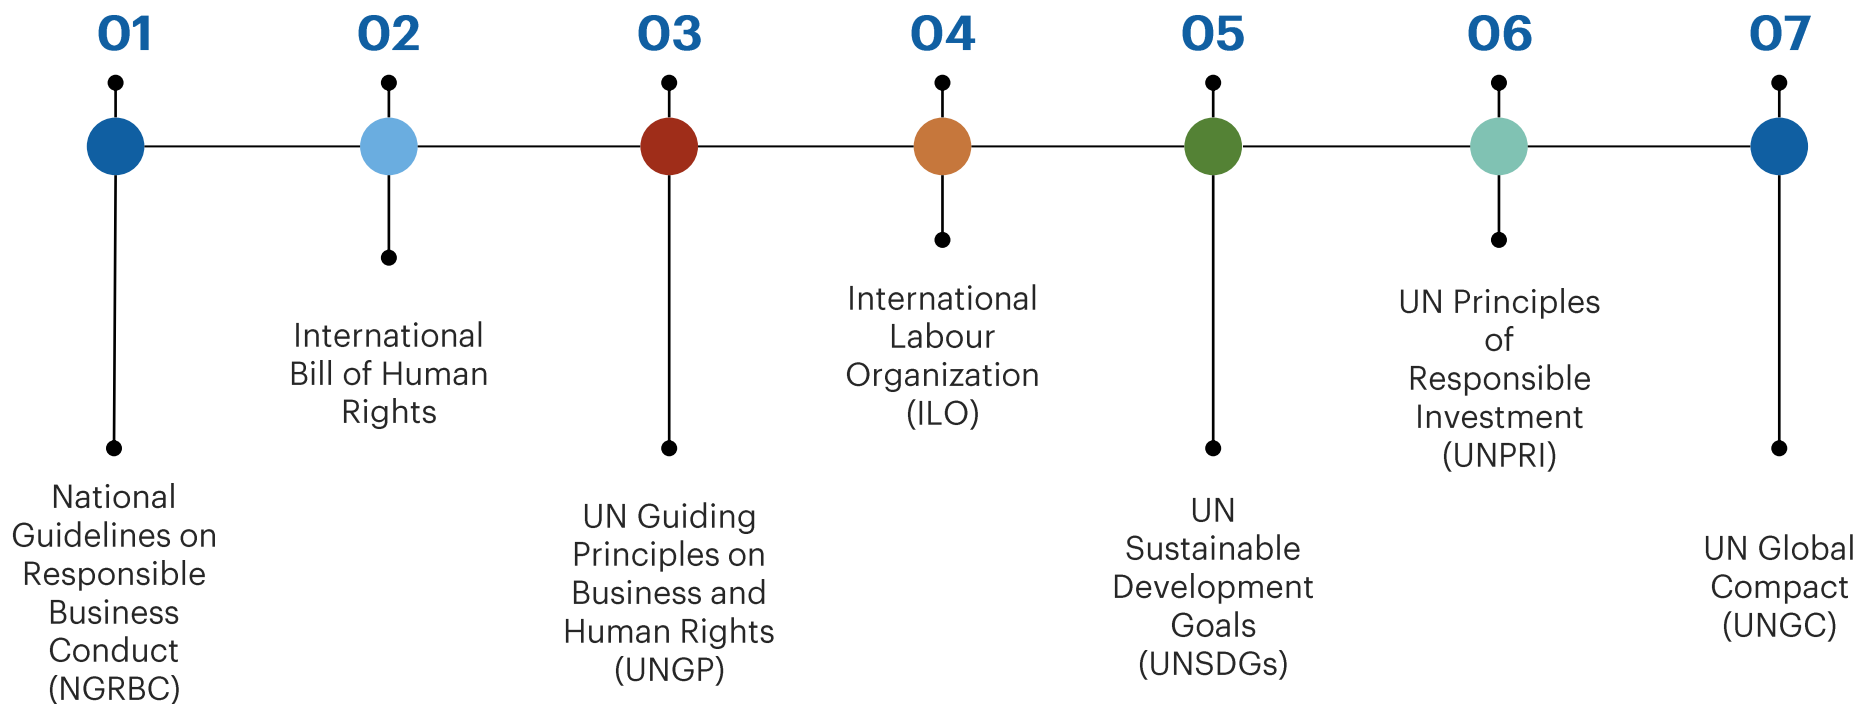 01
National
Guidelines on
Responsible
Business
Conduct
(NGRBC)
02
International
Bill of Human
Rights
03
UN Guiding
Principles on
Business and
Human Rights
(UNGP)
04
International
Labour
Organization
(ILO)
05
UN
Sustainable
Development
Goals
(UNSDGs)
06
UN Principles
of
Responsible
Investment
(UNPRI)
07
UN Global
Compact
(UNGC)